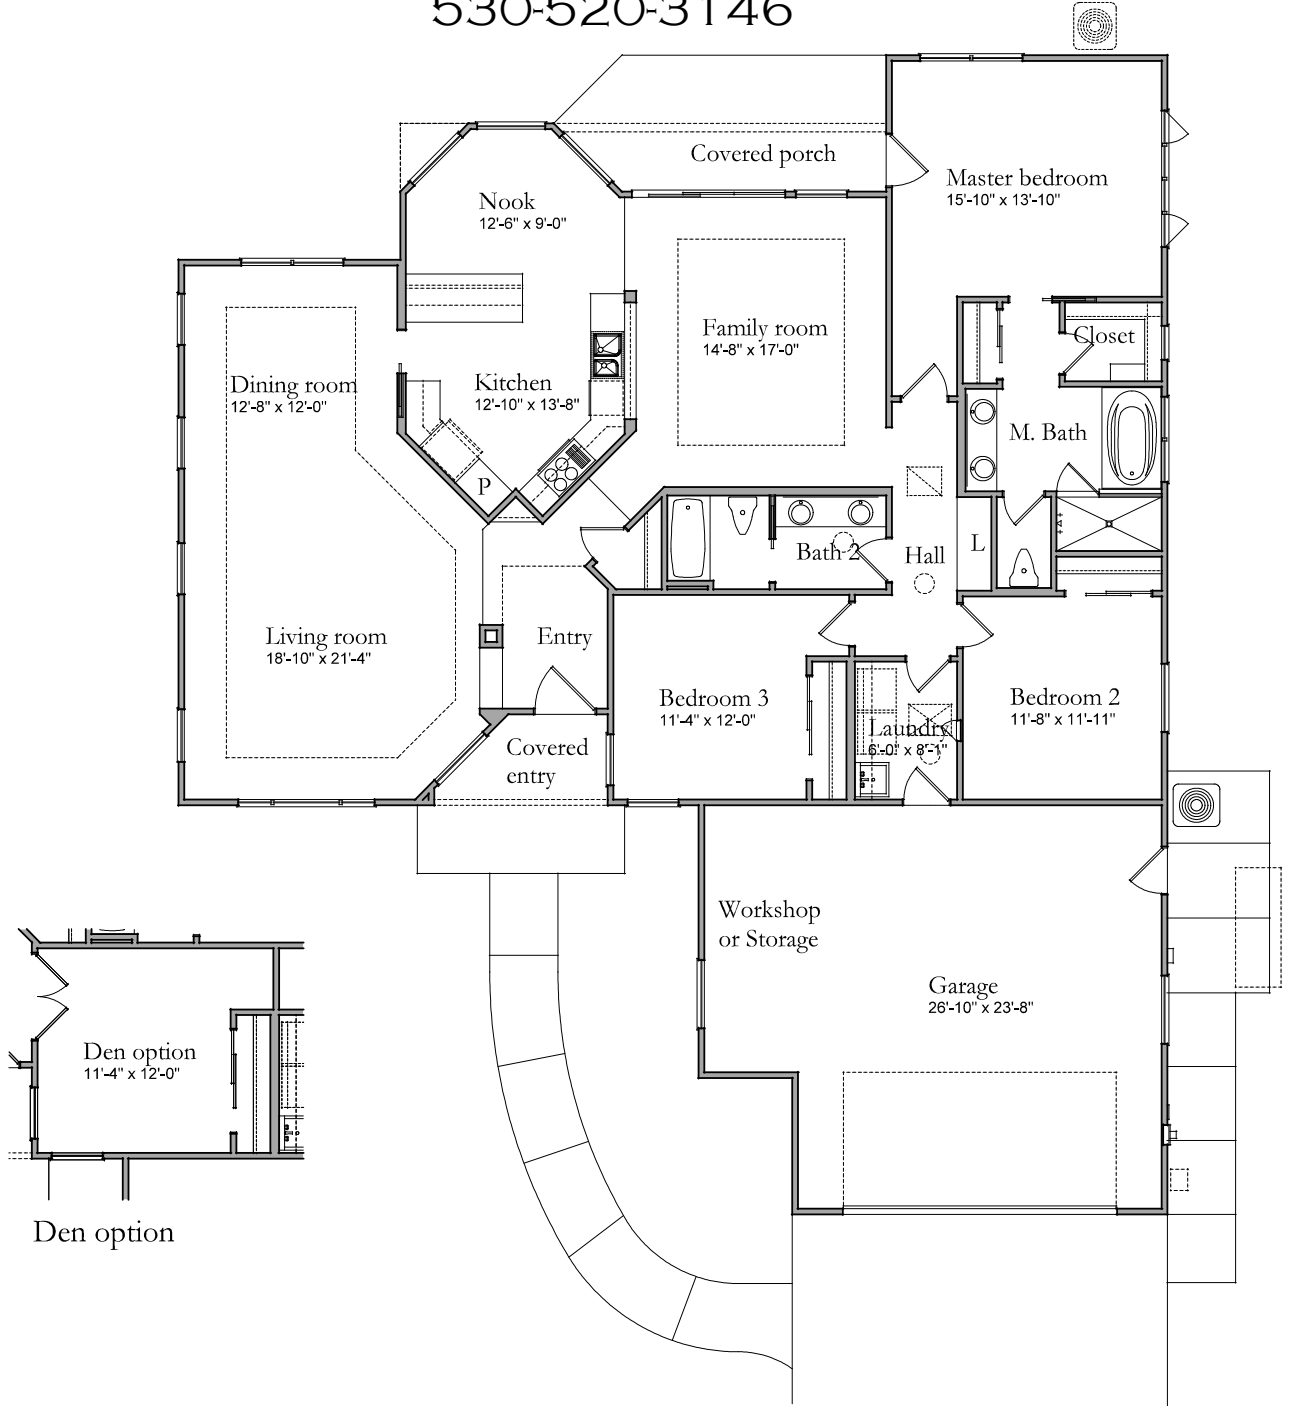 530-520-3146
Covered porch
Master bedroom
15'-10" x 13'-10"
Nook
12'-6" x 9'-0"
Family room
14'-8" x 17'-0"
Closet
Dining room
12'-8" x 12'-0"
Kitchen
12'-10" x 13'-8"
M. Bath
P
Bath 2
Hall
L
Living room
18'-10" x 21'-4"
Entry
Bedroom 3
11'-4" x 12'-0"
Bedroom 2
11'-8" x 11'-11"
Laundry
6'-0" x 8'-1"
Covered
entry
Workshop
or Storage
Garage
26'-10" x 23'-8"
Den option
11'-4" x 12'-0"
Den option